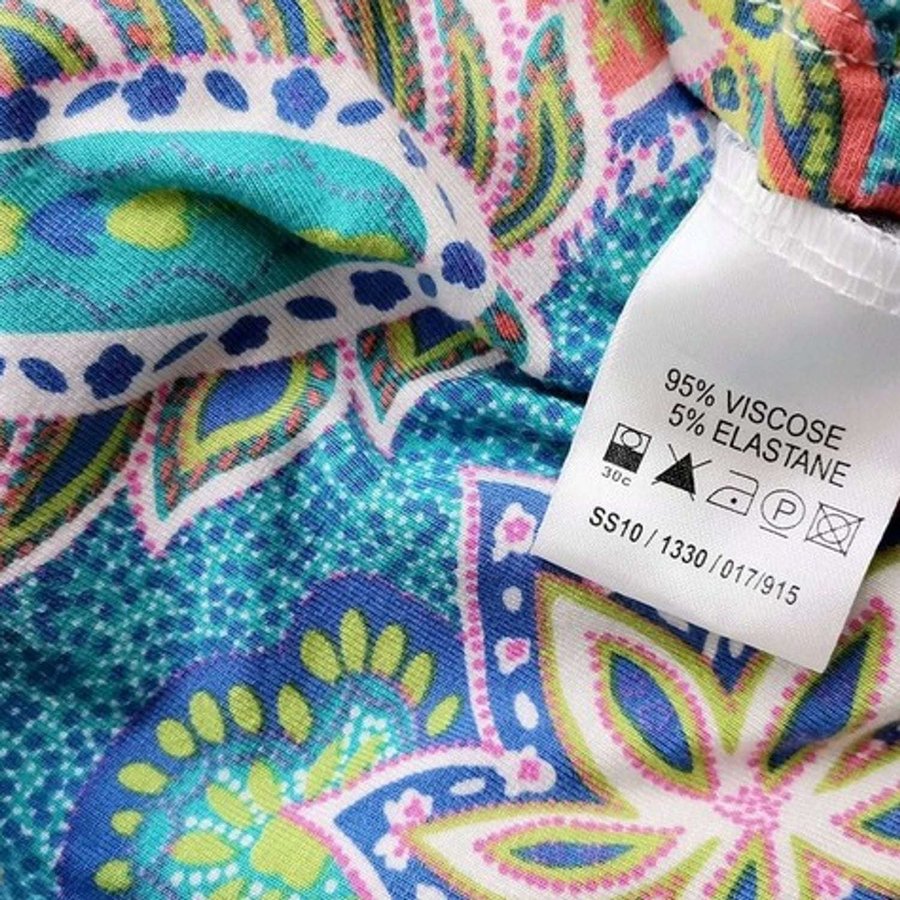 95% VISCOSE
5% ELASTANE
30c P
SS10 / 1330 / 017/915